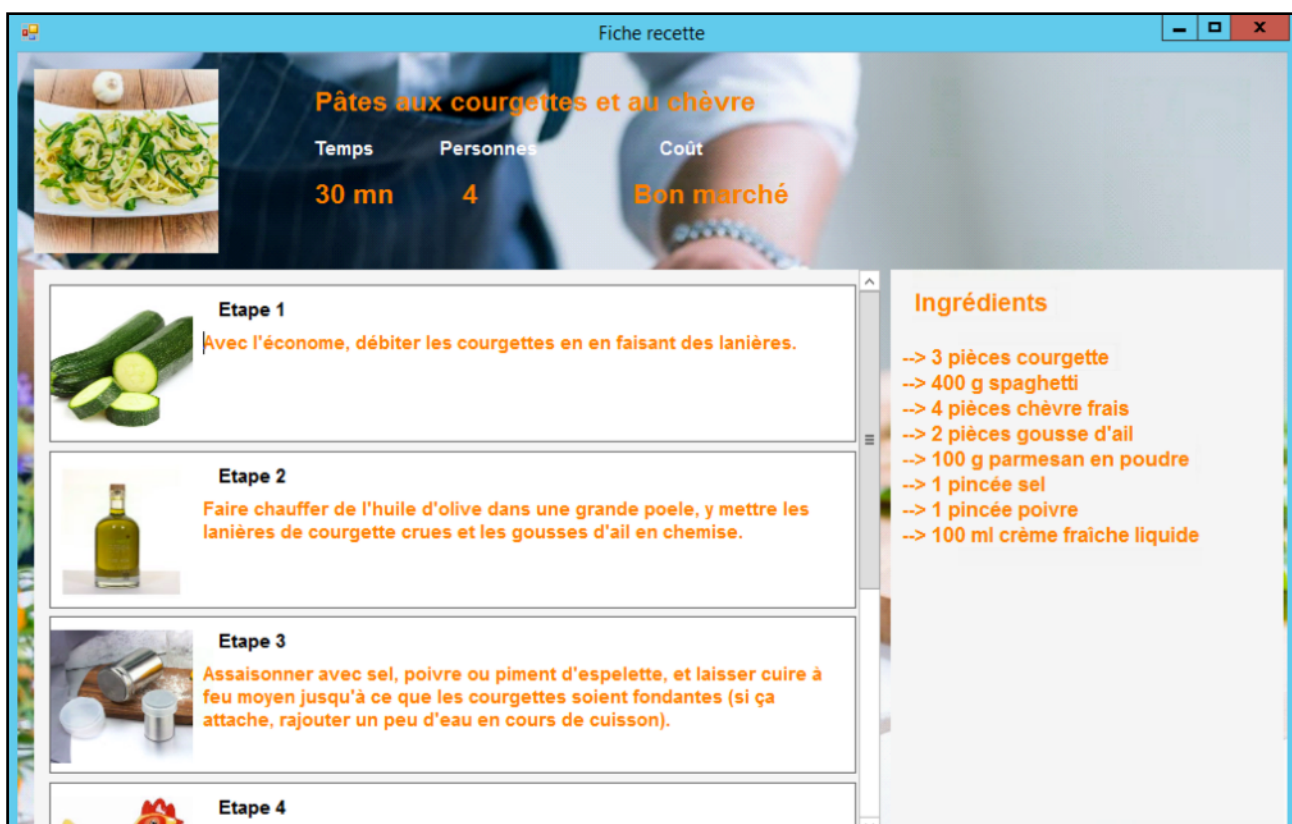 Fiche recette
Pâtes aux courgettes et au chèvre
Temps Personnes Coût
30 mn 4 Bon marché
Etape 1
Avec l'économe, débiter les courgettes en en faisant des lanières.
Etape 2
Faire chauffer de l'huile d'olive dans une grande poele, y mettre les
lanières de courgette crues et les gousses d'ail en chemise.
Etape 3
Assaisonner avec sel, poivre ou piment d'espelette, et laisser cuire à
feu moyen jusqu'à ce que les courgettes soient fondantes (si ça
attache, rajouter un peu d'eau en cours de cuisson).
Etape 4
Ingrédients
--> 3 pièces courgette
--> 400 g spaghetti
--> 4 pièces chèvre frais
--> 2 pièces gousse d'ail
--> 100 g parmesan en poudre
--> 1 pincée sel
--> 1 pincée poivre
--> 100 ml crème fraîche liquide